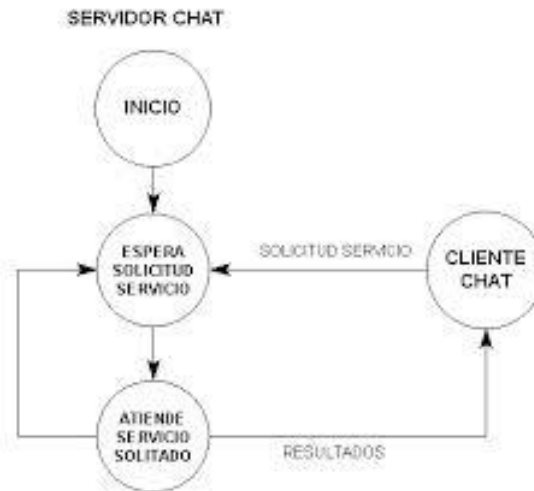 SERVIDOR CHAT
INICIO
ESPERA
SOLICITUD
SERVICIO
SOLICITUD SERVICIO
CLIENTE
CHAT
ATIENDE
SERVICIO
SOLITADO
RESULTADOS